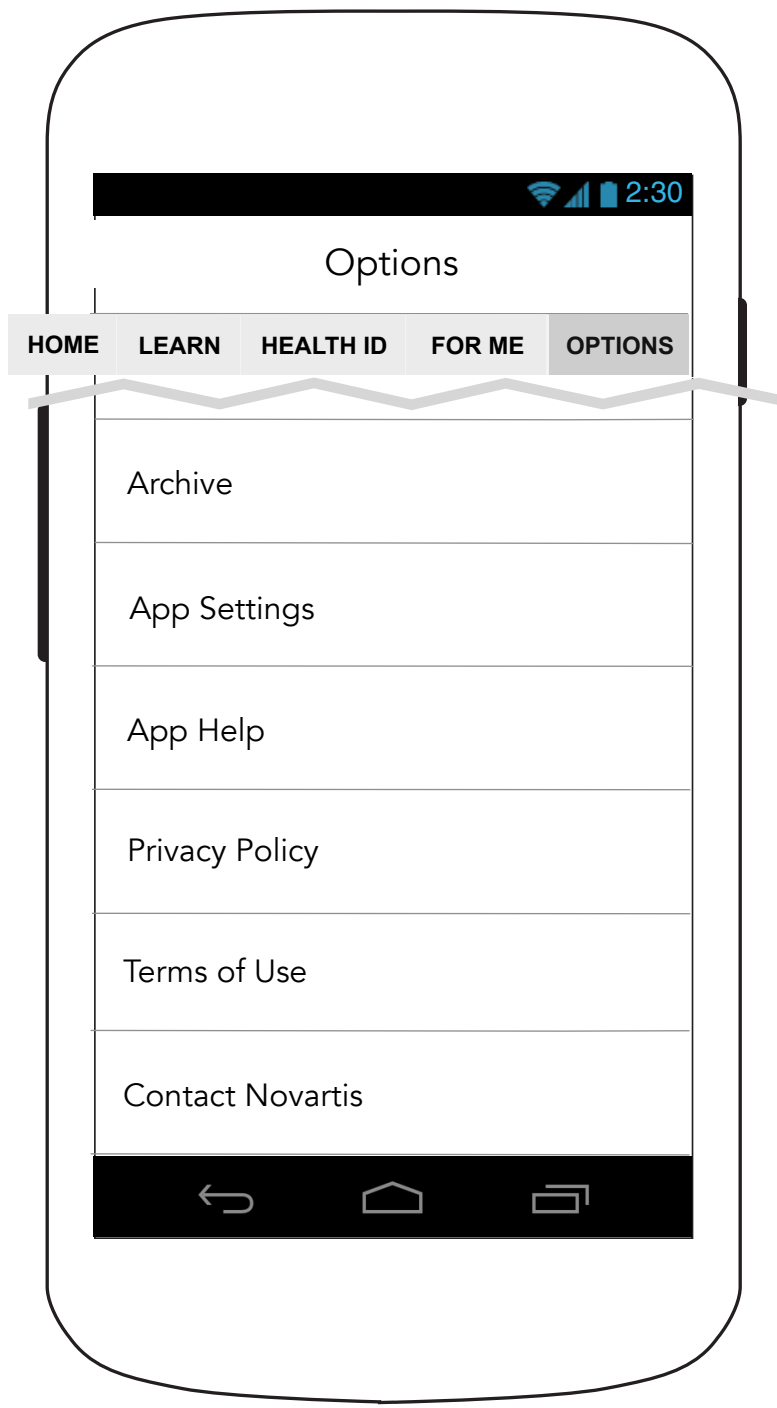 2:30
Options
HOME LEARN HEALTH ID FOR ME OPTIONS
Archive
App Settings
App Help
Privacy Policy
Terms of Use
Contact Novartis